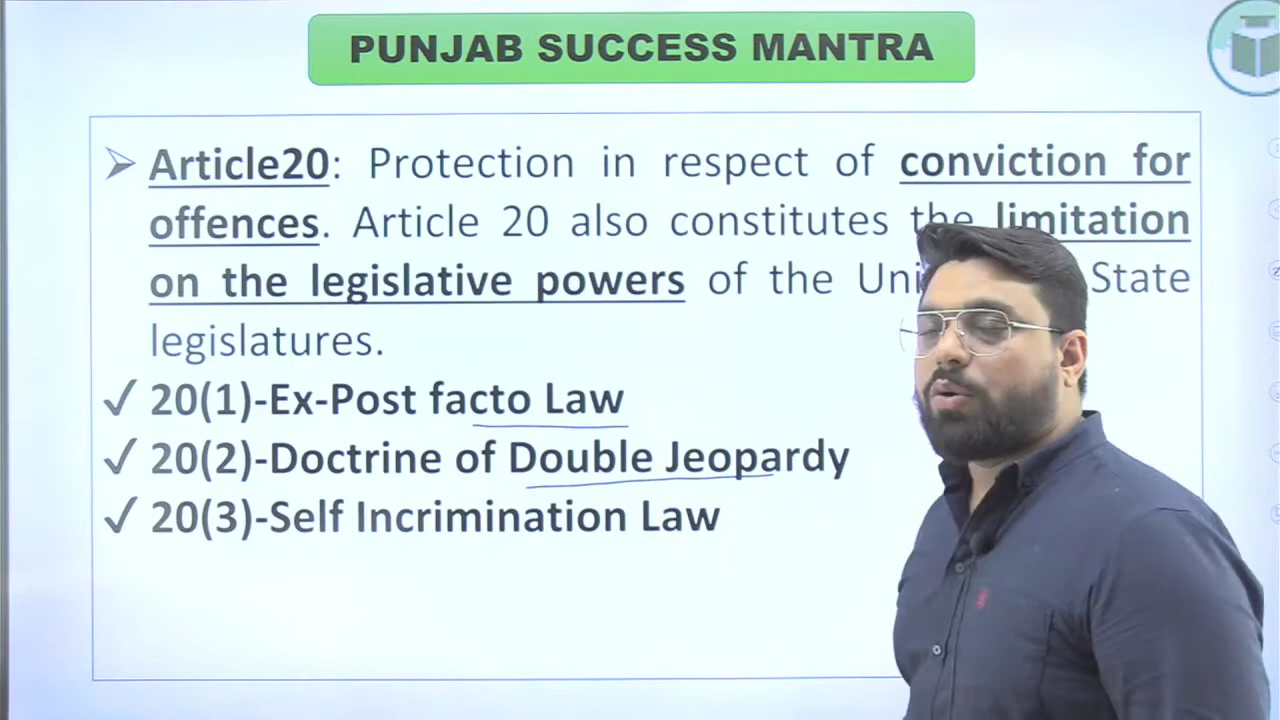 PUNJAB SUCCESS MANTRA
Article20: Protection in respect of conviction for
offences. Article 20 also constitutes the limitation
on the legislative powers of the Uni State
legislatures.
20(1)-Ex-Post facto Law
20(2)-Doctrine of Double Jeopardy
20(3)-Self Incrimination Law